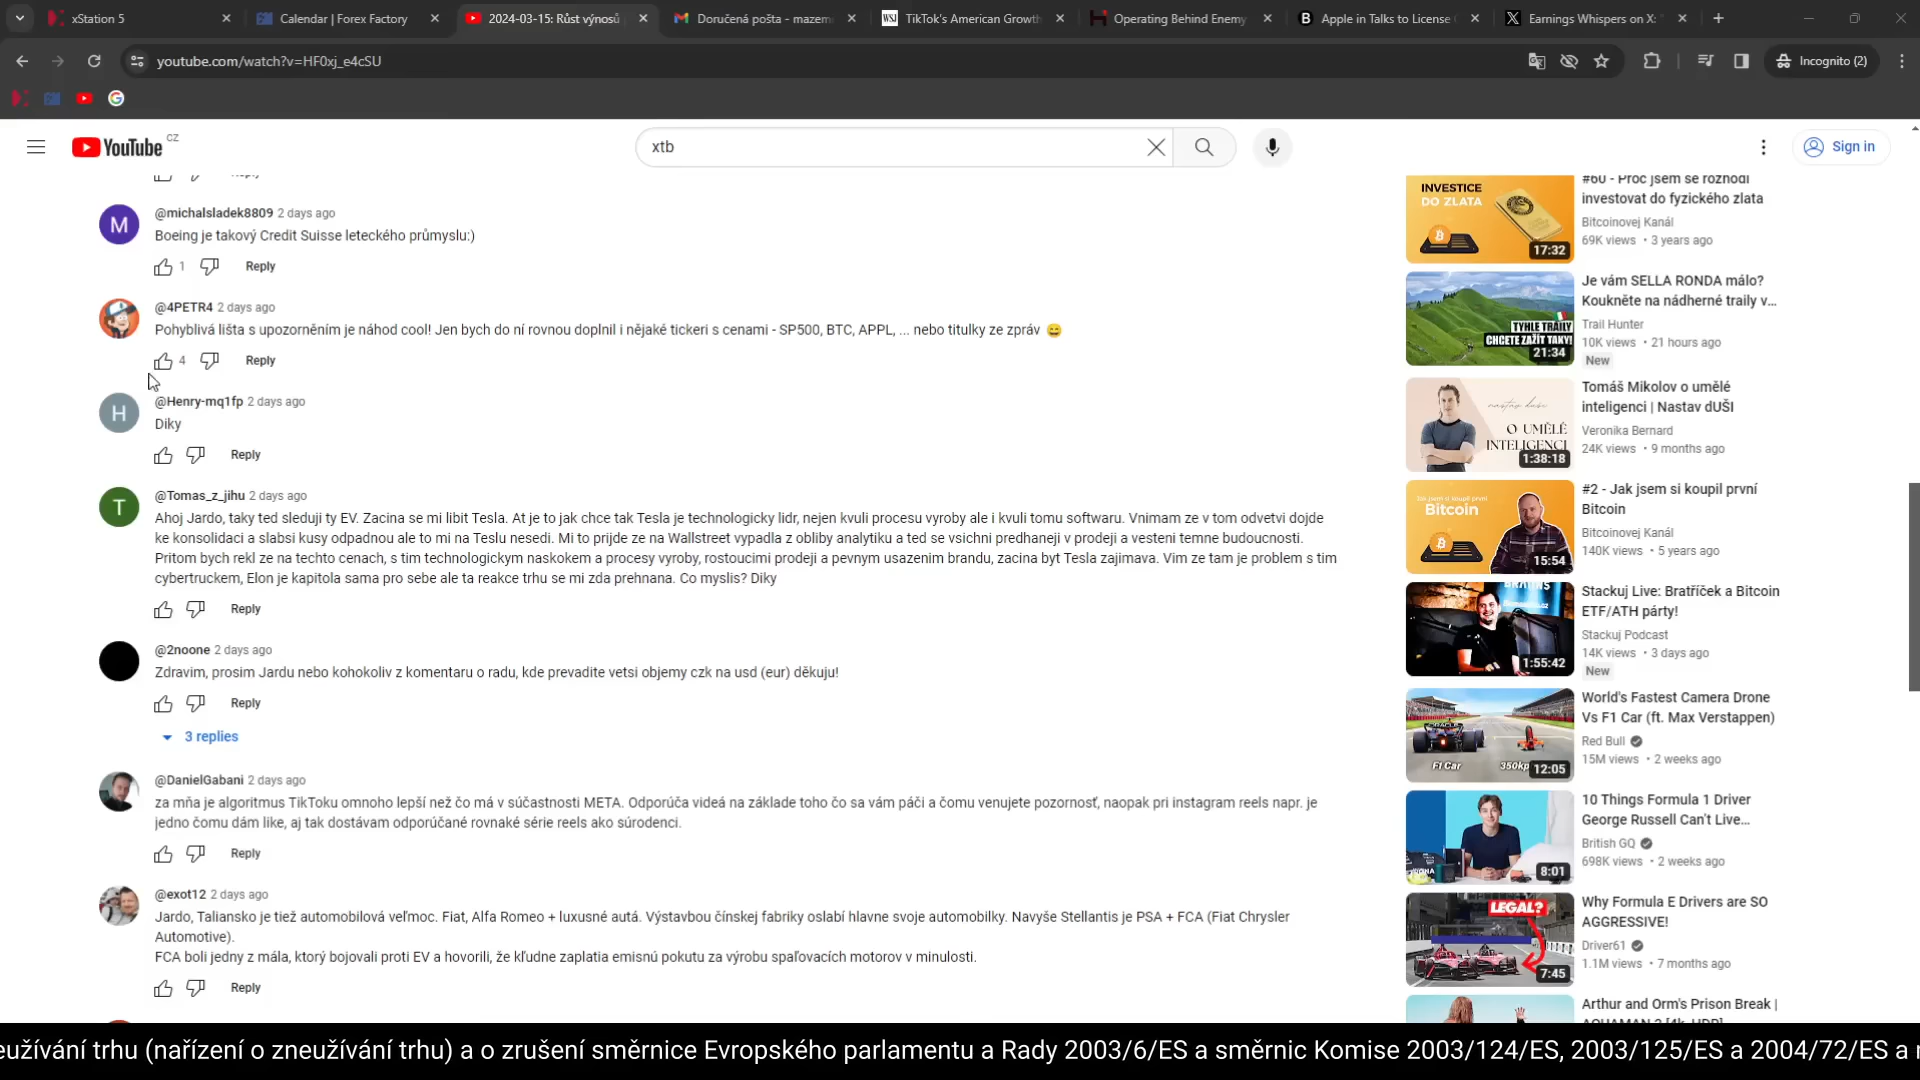 xStation 5
Calendar | Forex Factory
2024-03-15: Růst výnosů
Doručená pošta - mazem
WSJ
TikTok's American Growth
Operating Behind Enemy
B
Apple in Talks to License
Earnings Whispers on X:
youtube.com/watch?v=HF0xj_e4cSU
Incognito (2)
YouTube CZ
xtb
Sign in
M
@michalsladek8809 2 days ago
Boeing je takový Credit Suisse leteckého průmyslu:)
1
Reply
@4PETR4 2 days ago
Pohyblivá lišta s upozorněním je náhod cool! Jen bych do ní rovnou doplnil i nějaké tickeri s cenami - SP500, BTC, APPL, ... nebo titulky ze zpráv 😄
4
Reply
H
@Henry-mq1fp 2 days ago
Diky
Reply
T
@Tomas_z_jihu 2 days ago
Ahoj Jardo, taky ted sleduji ty EV. Zacina se mi libit Tesla. At je to jak chce tak Tesla je technologicky lidr, nejen kvuli procesu vyroby ale i kvuli tomu softwaru. Vnimam ze v tom odvetvi dojde
ke konsolidaci a slabsi kusy odpadnou ale to mi na Teslu nesedi. Mi to prijde ze na Wallstreet vypadla z obliby analytiku a ted se vsichni predhaneji v prodeji a vesteni temne budoucnosti.
Pritom bych rekl ze na techto cenach, s tim technologickym naskokem a procesy vyroby, rostoucimi prodeji a pevnym usazenim brandu, zacina byt Tesla zajimava. Vim ze tam je problem s tim
cybertruckem, Elon je kapitola sama pro sebe ale ta reakce trhu se mi zda prehnana. Co myslis? Diky
Reply
@2noone 2 days ago
Zdravim, prosim Jardu nebo kohokoliv z komentaru o radu, kde prevadite vetsi objemy czk na usd (eur) děkuju!
Reply
3 replies
@DanielGabani 2 days ago
za mňa je algoritmus TikToku omnoho lepší než čo má v súčastnosti META. Odporúča videá na základe toho čo sa vám páči a čomu venujete pozornosť, naopak pri instagram reels napr. je
jedno čomu dám like, aj tak dostávam odporúčané rovnaké série reels ako súrodenci.
Reply
@exot12 2 days ago
Jardo, Taliansko je tiež automobilová veľmoc. Fiat, Alfa Romeo + luxusné autá. Výstavbou čínskej fabriky oslabí hlavne svoje automobilky. Navyše Stellantis je PSA + FCA (Fiat Chrysler
Automotive).
FCA boli jedny z mála, ktorý bojovali proti EV a hovorili, že kľudne zaplatia emisnú pokutu za výrobu spaľovacích motorov v minulosti.
Reply
INVESTICE
DO ZLATA
17:32
#60 - Proč jsem se rozhodl
investovat do fyzického zlata
Bitcoinovej Kanál
69K views • 3 years ago
TYHLE TRAILY
CHCETE ZAŽÍT TAKY!
21:34
Je vám SELLA RONDA málo?
Koukněte na nádherné traily v...
Trail Hunter
10K views • 21 hours ago
New
nastav duši
O UMĚLÉ
INTELIGENCI
1:38:18
Tomáš Mikolov o umělé
inteligenci | Nastav dUŠI
Veronika Bernard
24K views • 9 months ago
Jak jsem si koupil první
Bitcoin
15:54
#2 - Jak jsem si koupil první
Bitcoin
Bitcoinovej Kanál
140K views • 5 years ago
1:55:42
Stackuj Live: Bratříček a Bitcoin
ETF/ATH párty!
Stackuj Podcast
14K views • 3 days ago
New
F1 Car
12:05
World's Fastest Camera Drone
Vs F1 Car (ft. Max Verstappen)
Red Bull
15M views • 2 weeks ago
8:01
10 Things Formula 1 Driver
George Russell Can't Live...
British GQ
698K views • 2 weeks ago
LEGAL?
7:45
Why Formula E Drivers are SO
AGGRESSIVE!
Driver61
1.1M views • 7 months ago
Arthur and Orm's Prison Break |
eužívání trhu (nařízení o zneužívání trhu) a o zrušení směrnice Evropského parlamentu a Rady 2003/6/ES a směrnic Komise 2003/124/ES, 2003/125/ES a 2004/72/ES a